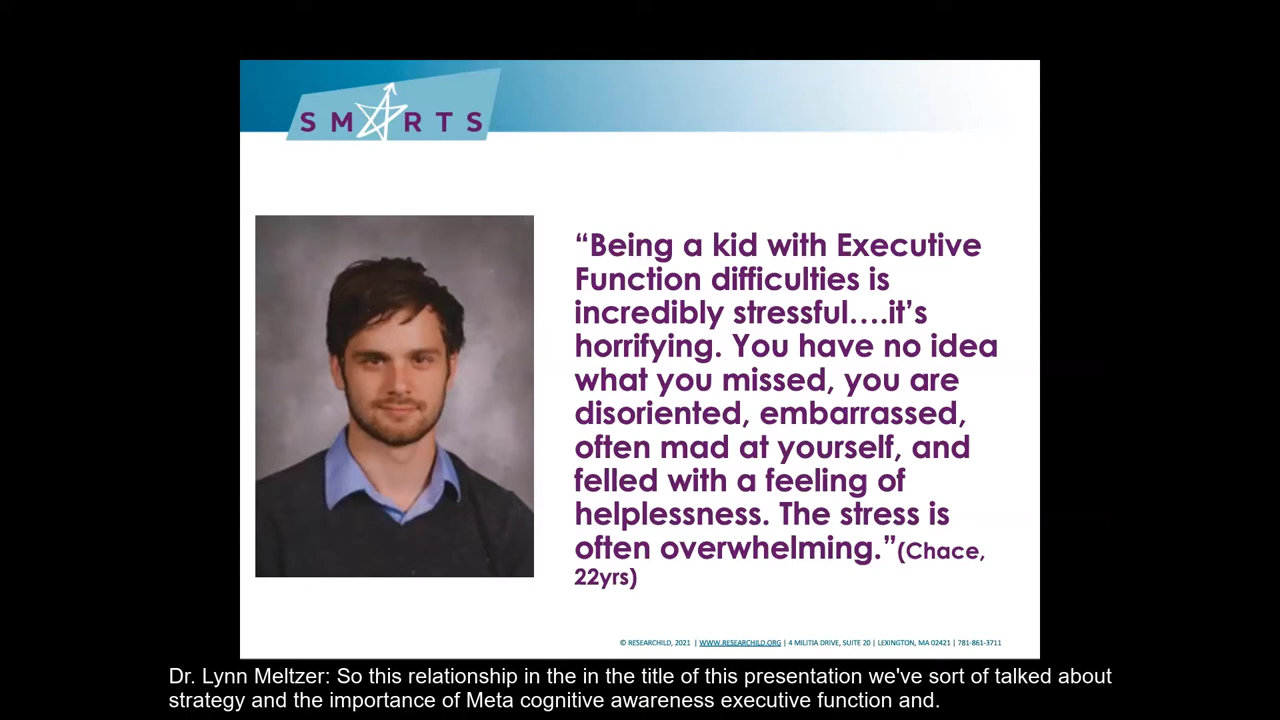 SMARTS
“Being a kid with Executive
Function difficulties is
incredibly stressful....it’s
horrifying. You have no idea
what you missed, you are
disoriented, embarrassed,
often mad at yourself, and
felled with a feeling of
helplessness. The stress is
often overwhelming.”(Chace,
22yrs)
© RESEARCHILD, 2021 | WWW.RESEARCHILD.ORG | 4 MILITIA DRIVE, SUITE 20 | LEXINGTON, MA 02421 | 781-861-3711
Dr. Lynn Meltzer: So this relationship in the in the title of this presentation we've sort of talked about
strategy and the importance of Meta cognitive awareness executive function and.